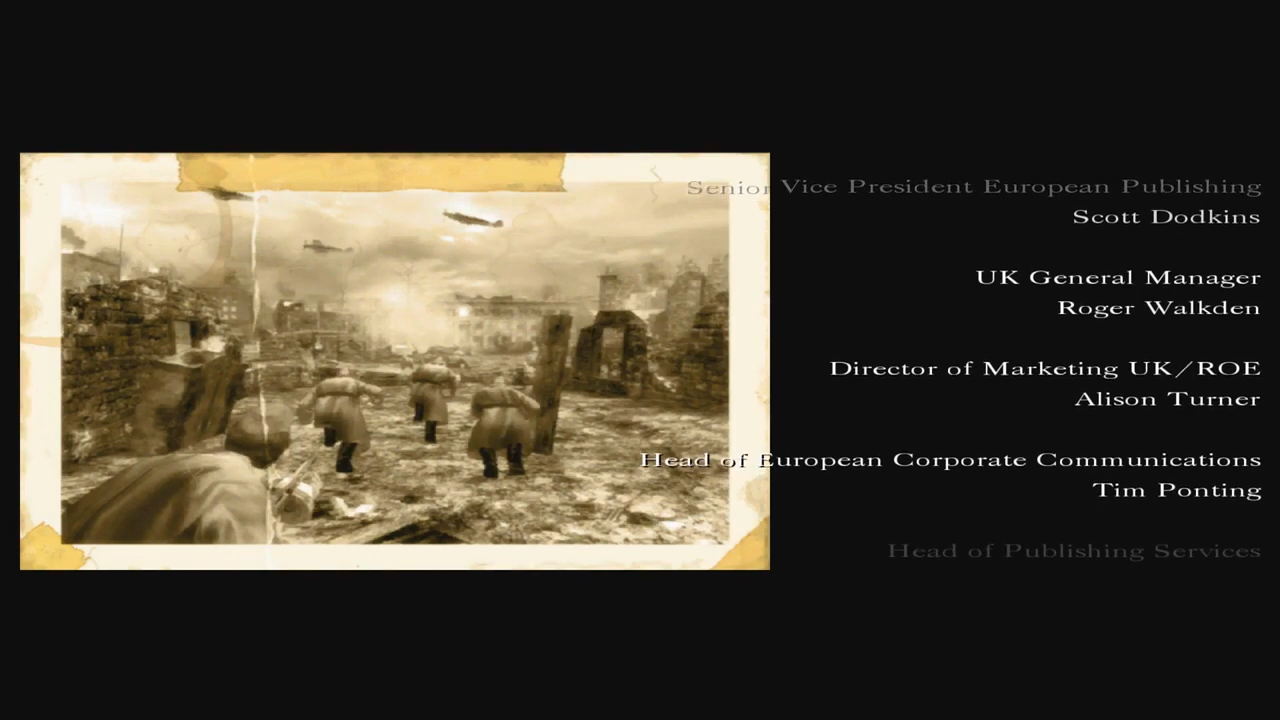 Senior Vice President European Publishing
Scott Dodkins
UK General Manager
Roger Walkden
Director of Marketing UK/ROE
Alison Turner
Head of European Corporate Communications
Tim Ponting
Head of Publishing Services